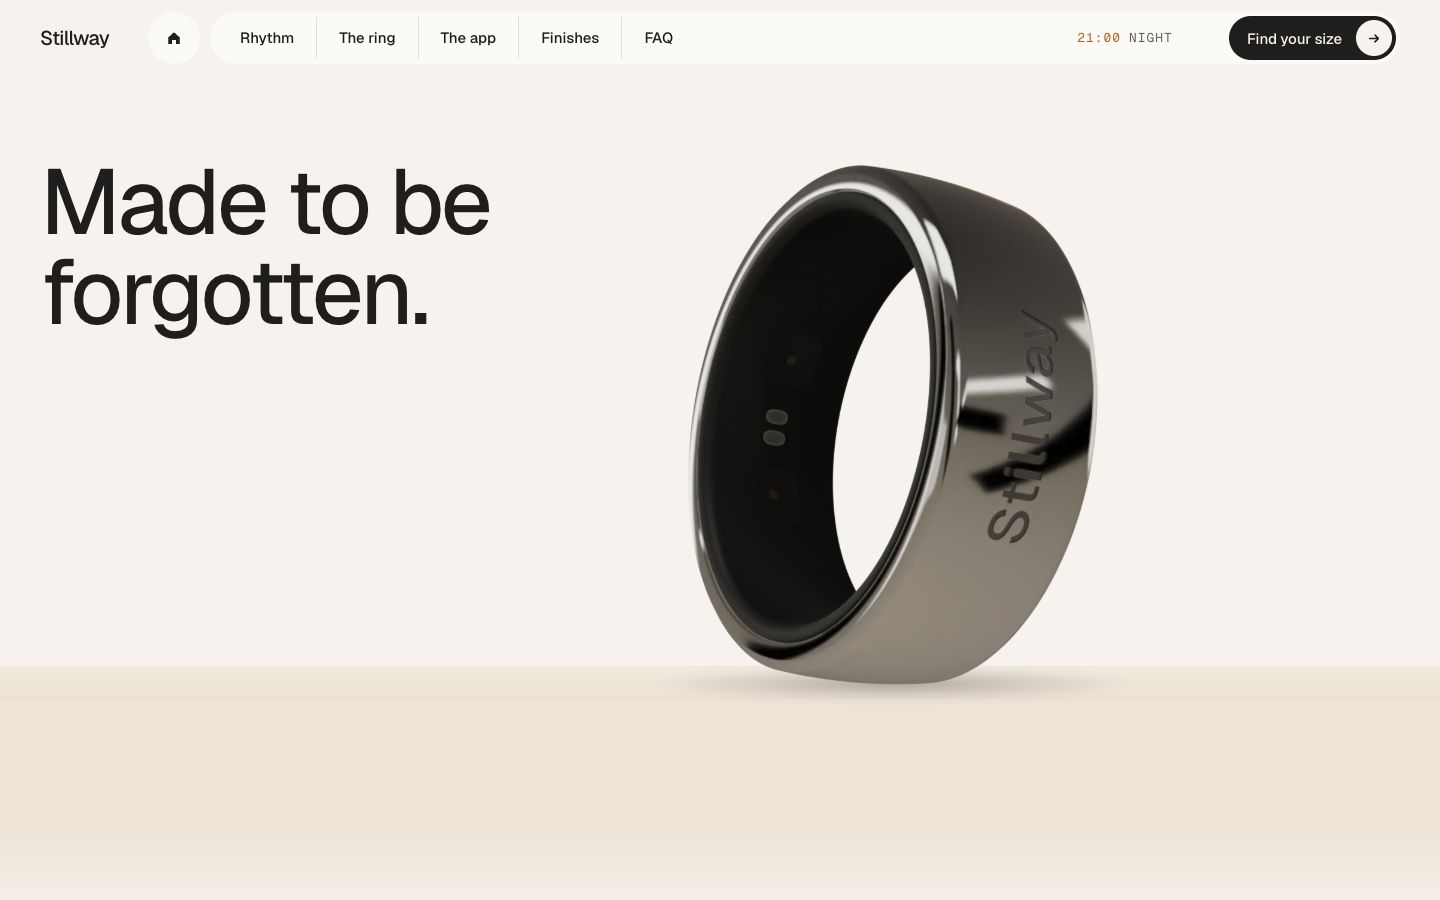 Stillway
Rhythm
The ring
The app
Finishes
FAQ
21:00 NIGHT
Find your size
Made to be
forgotten.
Stillway